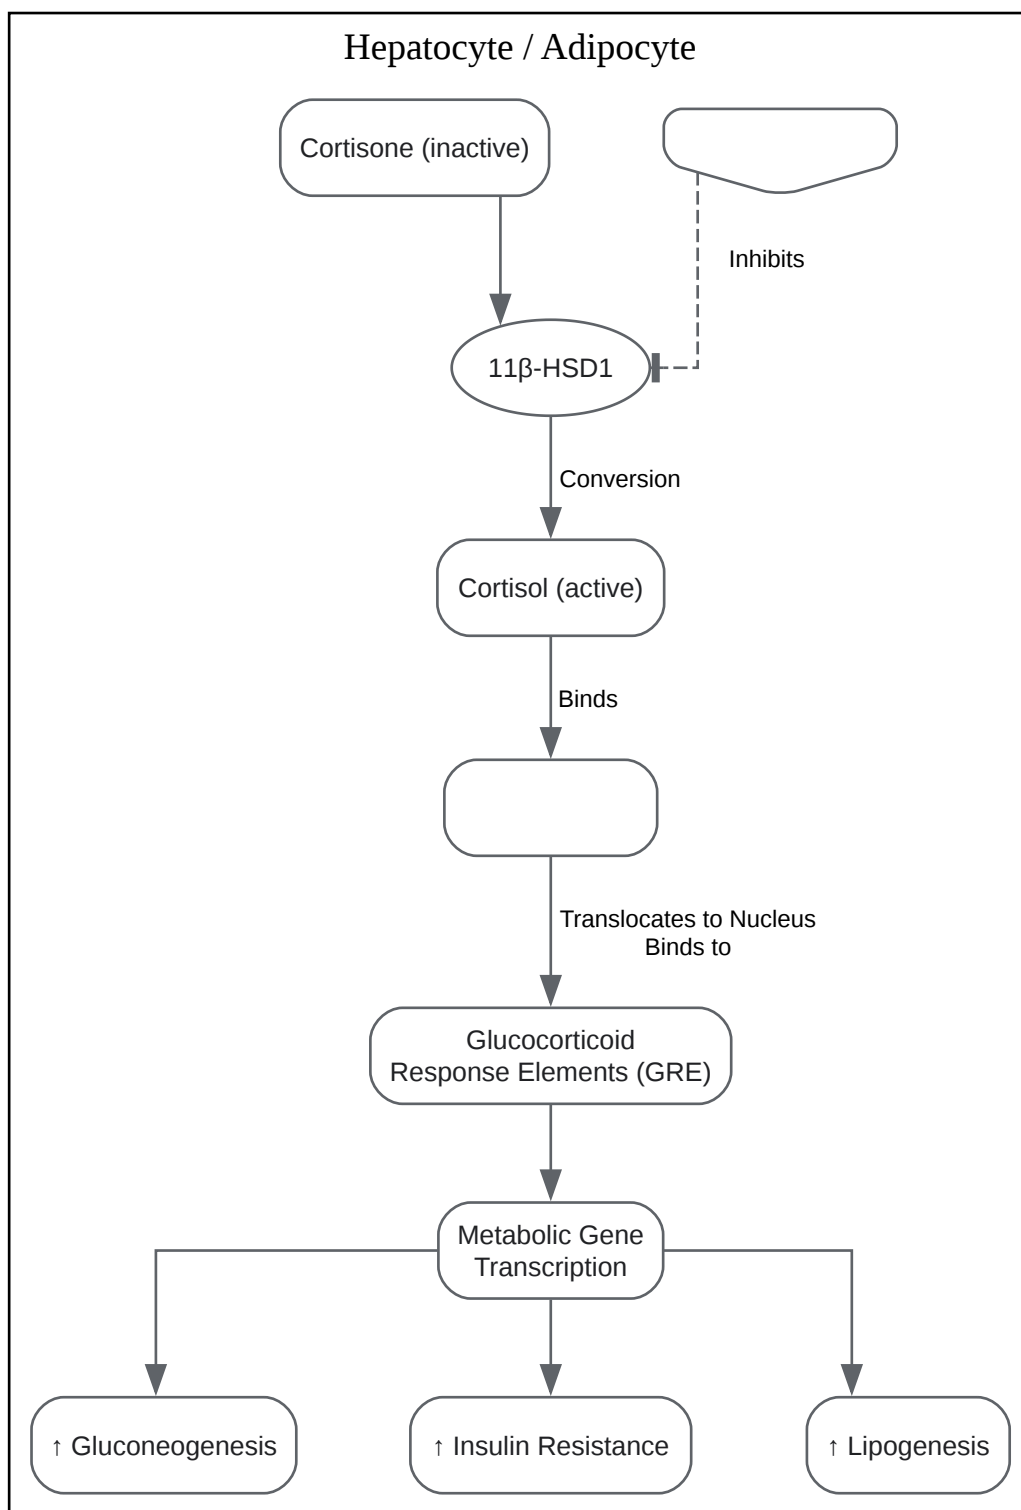 Hepatocyte / Adipocyte
Cortisone (inactive)
Inhibits
11β-HSD1
Conversion
Cortisol (active)
Binds
Translocates to Nucleus
Binds to
Glucocorticoid
Response Elements (GRE)
Metabolic Gene
Transcription
↑ Gluconeogenesis
↑ Insulin Resistance
↑ Lipogenesis